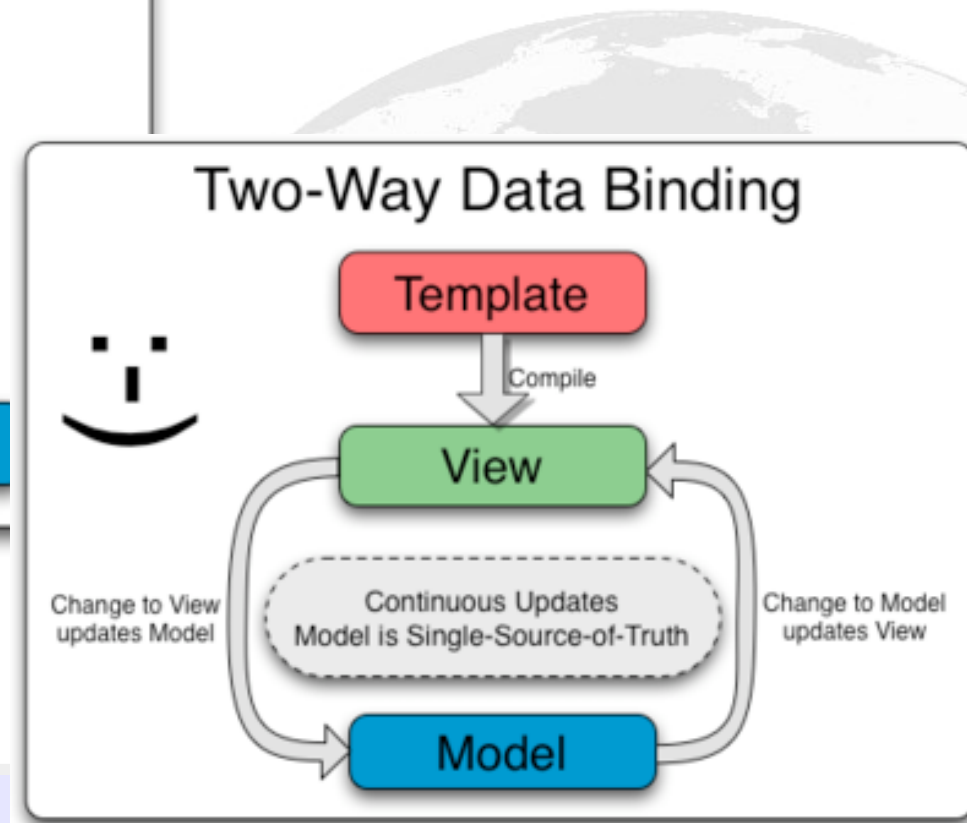 Two-Way Data Binding
Template
Compile
View
Change to View
updates Model
Continuous Updates
Model is Single-Source-of-Truth
Change to Model
updates View
Model